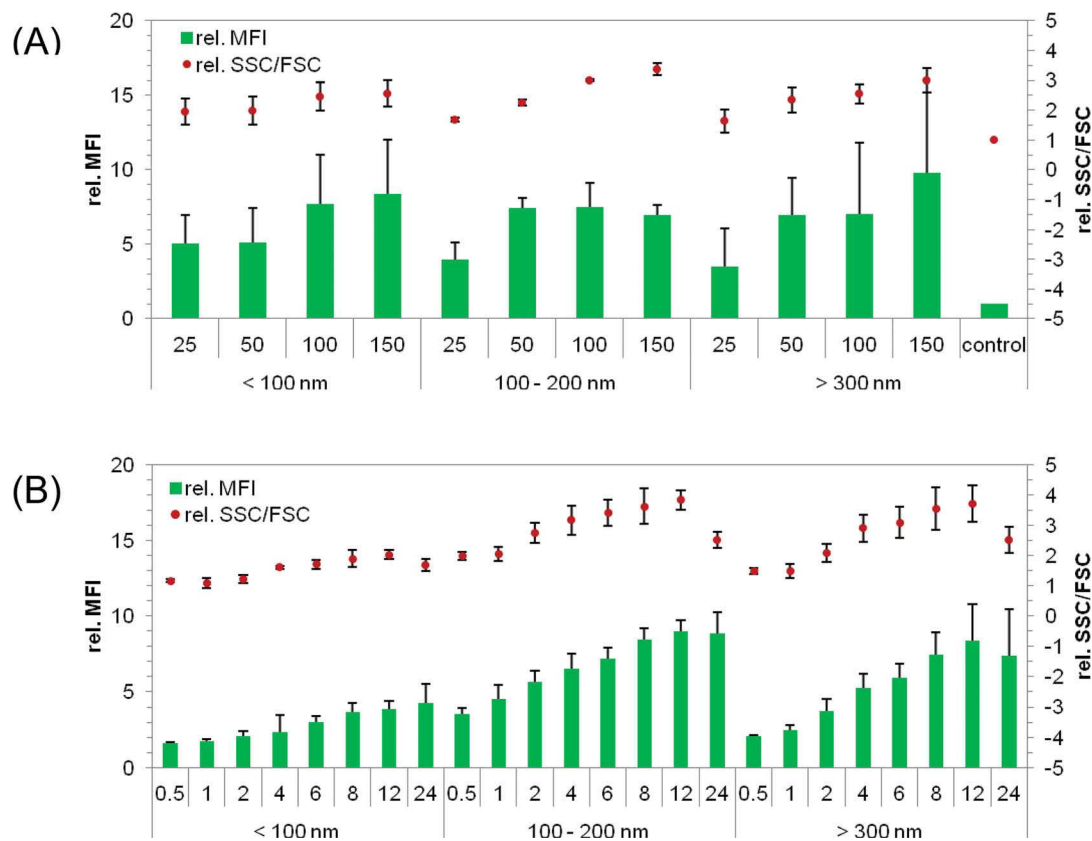 (A)
rel. MFI
rel. SSC/FSC
20
15
10
5
0
rel. MFI
5
4
3
2
1
0
-1
-2
-3
-4
-5
rel. SSC/FSC
25 50 100 150 25 50 100 150 25 50 100 150 control
< 100 nm 100 - 200 nm > 300 nm
(B)
rel. MFI
rel. SSC/FSC
20
15
10
5
0
rel. MFI
5
4
3
2
1
0
-1
-2
-3
-4
-5
rel. SSC/FSC
0.5 1 2 4 6 8 12 24 0.5 1 2 4 6 8 12 24 0.5 1 2 4 6 8 12 24
< 100 nm 100 - 200 nm > 300 nm